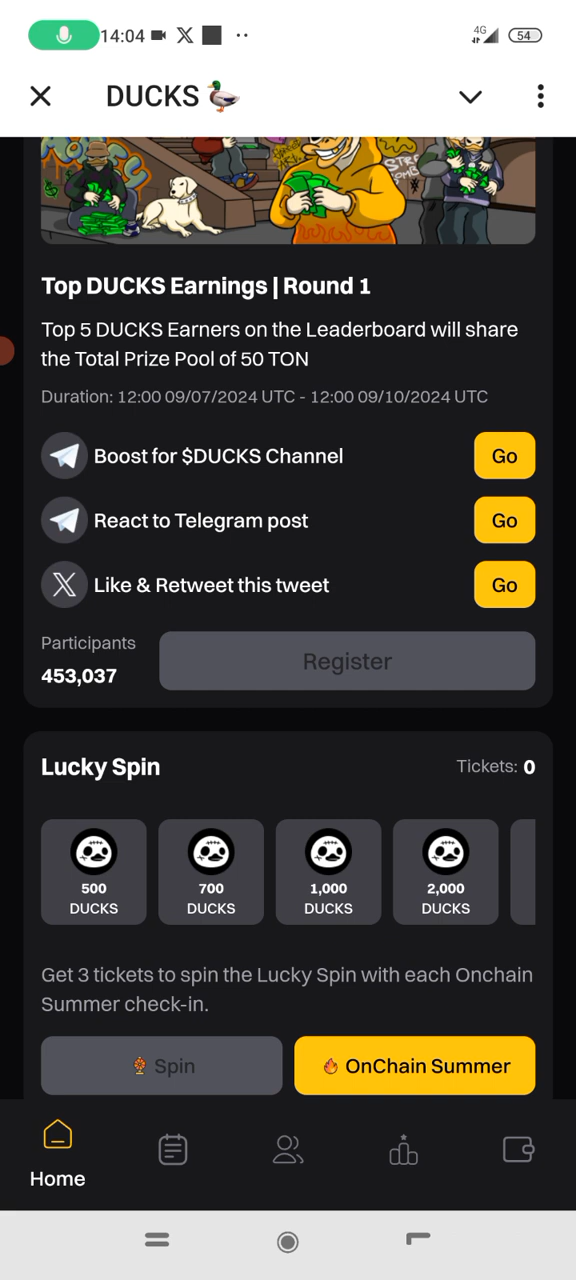 14:04
4G
54
DUCKS
Top DUCKS Earnings | Round 1
Top 5 DUCKS Earners on the Leaderboard will share
the Total Prize Pool of 50 TON
Duration: 12:00 09/07/2024 UTC - 12:00 09/10/2024 UTC
Boost for $DUCKS Channel
Go
React to Telegram post
Go
Like & Retweet this tweet
Go
Participants
453,037
Register
Lucky Spin
Tickets: 0
500
DUCKS
700
DUCKS
1,000
DUCKS
2,000
DUCKS
Get 3 tickets to spin the Lucky Spin with each Onchain
Summer check-in.
Spin
OnChain Summer
Home